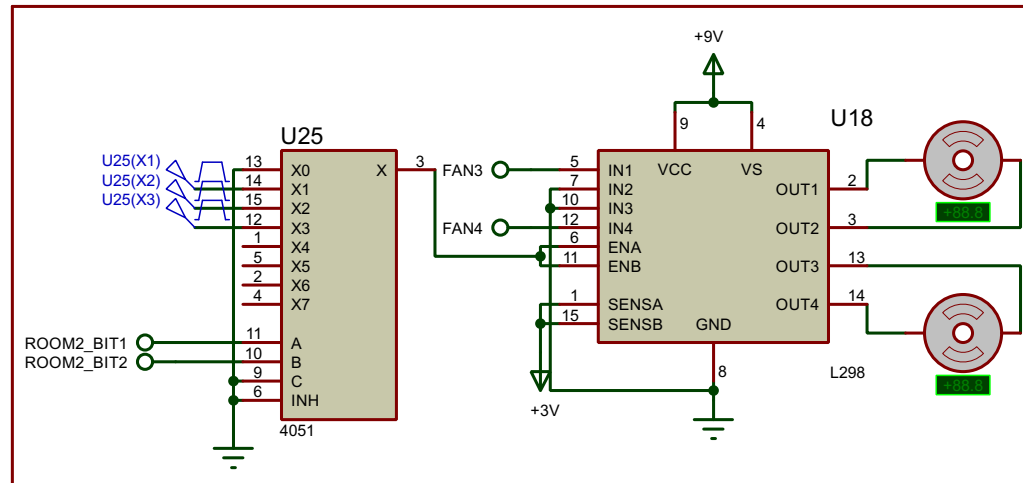 U25
U25(X1)
U25(X2)
U25(X3)
13
14
15
12
1
5
2
4
11
10
9
6
X0
X1
X2
X3
X4
X5
X6
X7
A
B
C
INH
X
3
4051
ROOM2_BIT1
ROOM2_BIT2
+9V
U18
9
4
VCC
VS
FAN3
FAN4
5
7
10
12
6
11
1
15
IN1
IN2
IN3
IN4
ENA
ENB
SENSA
SENSB
GND
8
OUT1
OUT2
OUT3
OUT4
2
3
13
14
L298
+3V
+88.8
+88.8